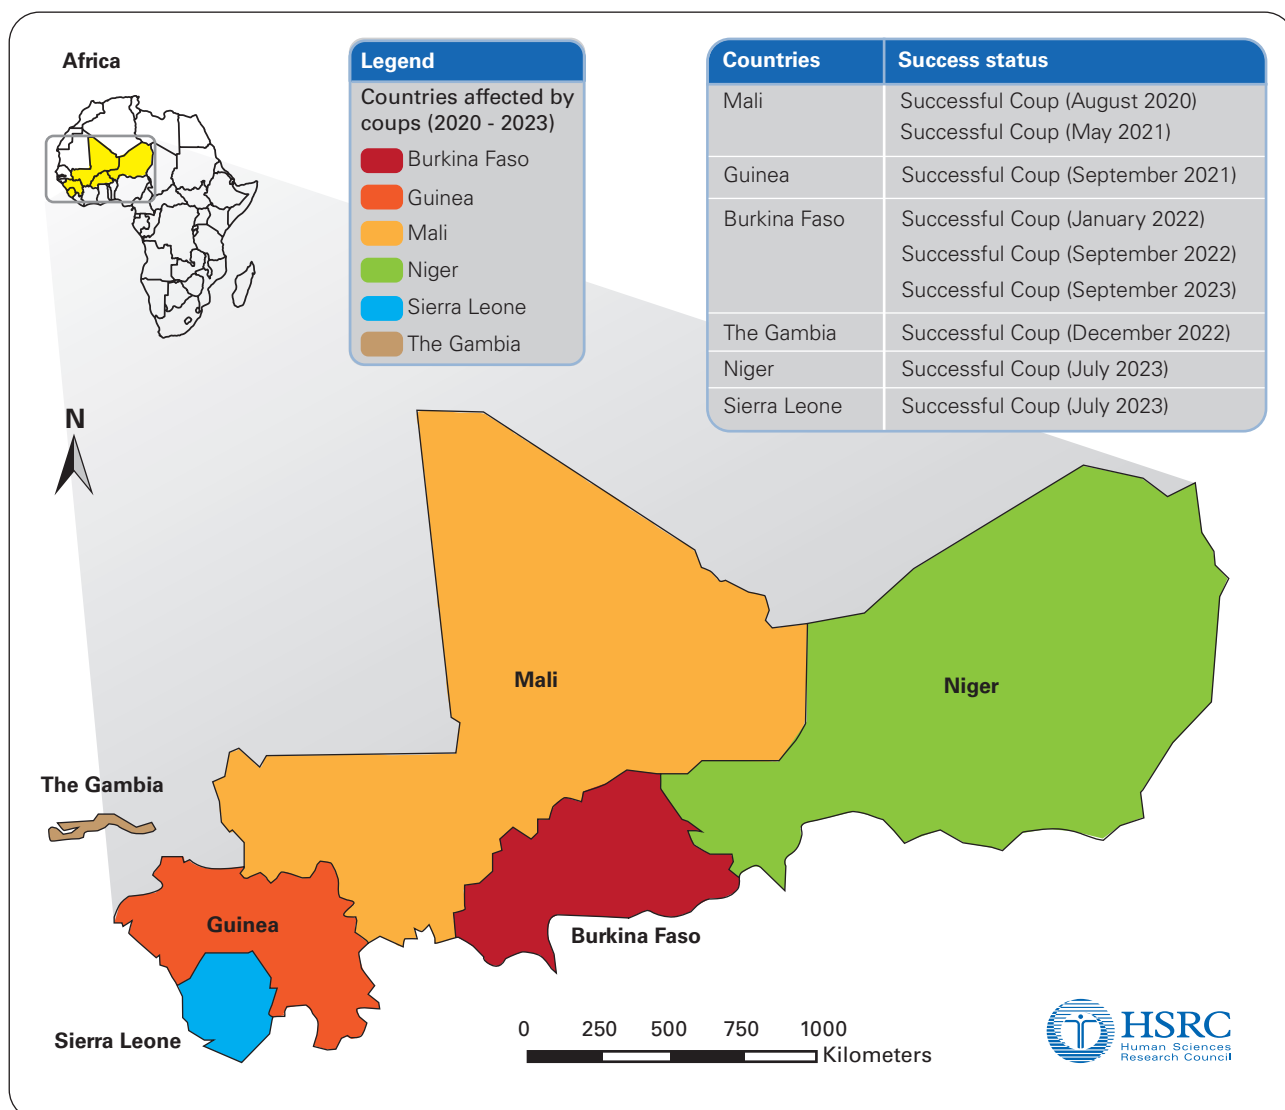 Africa
Legend
Countries affected by
coups (2020 - 2023)
Burkina Faso
Guinea
Mali
Niger
Sierra Leone
The Gambia
Countries Success status
Mali Successful Coup (August 2020)
Successful Coup (May 2021)
Guinea Successful Coup (September 2021)
Burkina Faso Successful Coup (January 2022)
Successful Coup (September 2022)
Successful Coup (September 2023)
The Gambia Successful Coup (December 2022)
Niger Successful Coup (July 2023)
Sierra Leone Successful Coup (July 2023)
N
Mali
Niger
The Gambia
Guinea
Burkina Faso
Sierra Leone
0 250 500 750 1000
Kilometers
HSRC
Human Sciences
Research Council